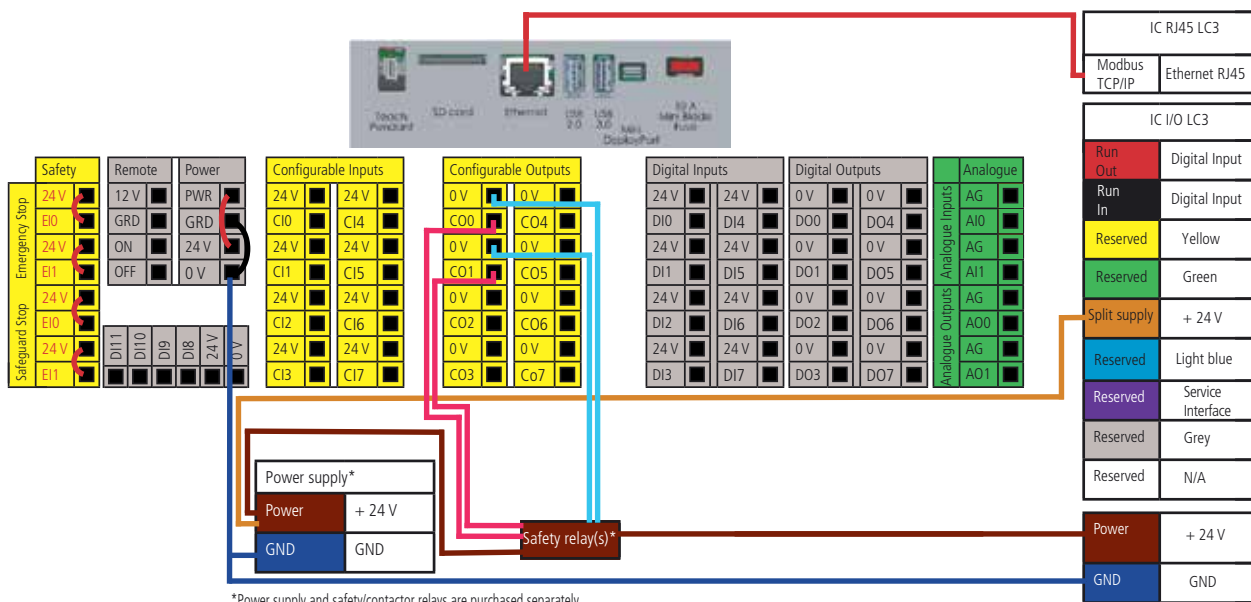 IC RJ45 LC3
Modbus TCP/IP
Ethernet RJ45
Teach Pendant
SD card
Ethernet
USB 2.0
USB 3.0
Mini DisplayPort
10 A Mini Blade Fuse
IC I/O LC3
Run Out
Digital Input
Run In
Digital Input
Reserved
Yellow
Reserved
Green
Split supply
+ 24 V
Reserved
Light blue
Reserved
Service Interface
Reserved
Grey
Reserved
N/A
Power
+ 24 V
GND
GND
Safety
Emergency Stop
24 V
EI0
24 V
EI1
Safeguard Stop
24 V
EI0
24 V
EI1
Remote
12 V
GRD
ON
OFF
Power
PWR
GRD
24 V
0 V
DI11
DI10
DI9
DI8
24 V
0 V
Configurable Inputs
24 V
24 V
CI0
CI4
24 V
24 V
CI1
CI5
24 V
24 V
CI2
CI6
24 V
24 V
CI3
CI7
Configurable Outputs
0 V
0 V
CO0
CO4
0 V
0 V
CO1
CO5
0 V
0 V
CO2
CO6
0 V
0 V
CO3
Co7
Digital Inputs
24 V
24 V
DI0
DI4
24 V
24 V
DI1
DI5
24 V
24 V
DI2
DI6
24 V
24 V
DI3
DI7
Digital Outputs
0 V
0 V
DO0
DO4
0 V
0 V
DO1
DO5
0 V
0 V
DO2
DO6
0 V
0 V
DO3
DO7
Analogue
Analogue Inputs
AG
AI0
AG
AI1
Analogue Outputs
AG
AO0
AG
AO1
Power supply*
Power
+ 24 V
GND
GND
Safety relay(s)*
*Power supply and safety/contactor relays are purchased separately